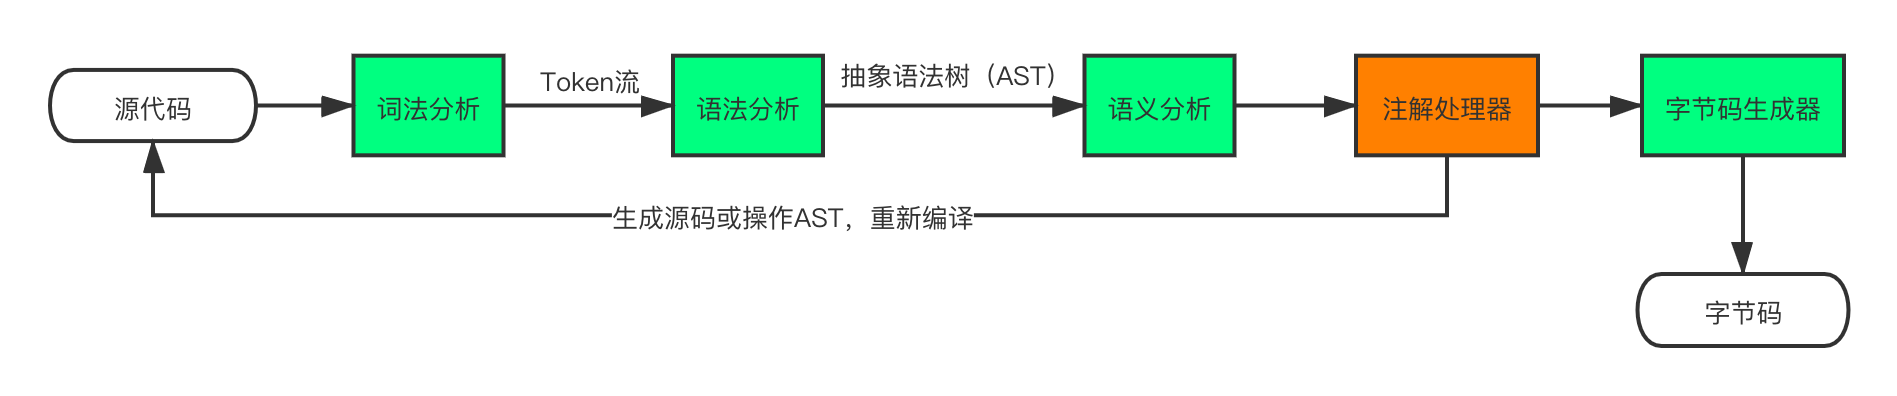 源代码
词法分析
Token流
语法分析
抽象语法树（AST）
语义分析
注解处理器
字节码生成器
生成源码或操作AST，重新编译
字节码